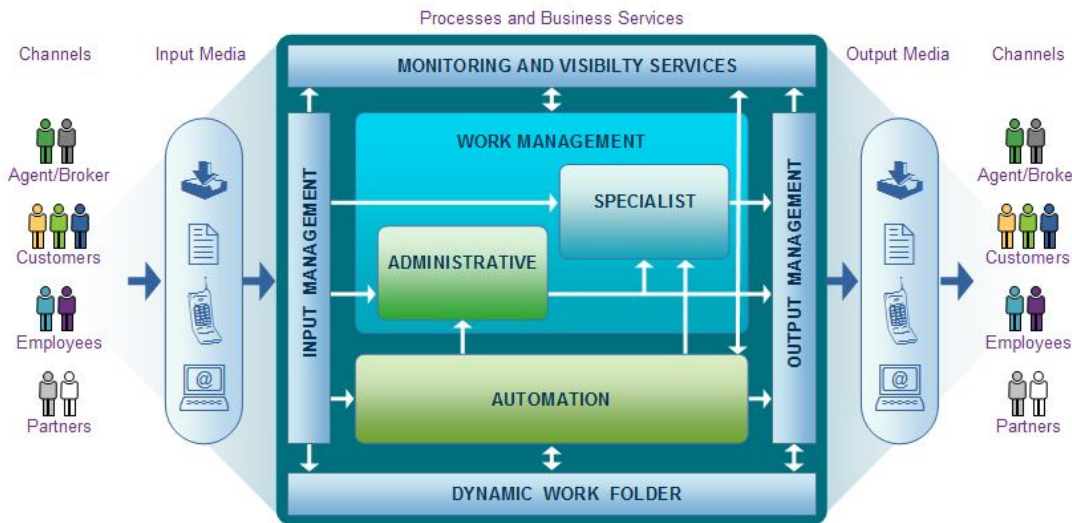 Processes and Business Services
Channels
Input Media
Output Media
Channels
MONITORING AND VISIBILTY SERVICES
Agent/Broker
Customers
Employees
Partners
@
INPUT MANAGEMENT
WORK MANAGEMENT
SPECIALIST
ADMINISTRATIVE
AUTOMATION
OUTPUT MANAGEMENT
DYNAMIC WORK FOLDER
@
Agent/Broke
Customers
Employees
Partners